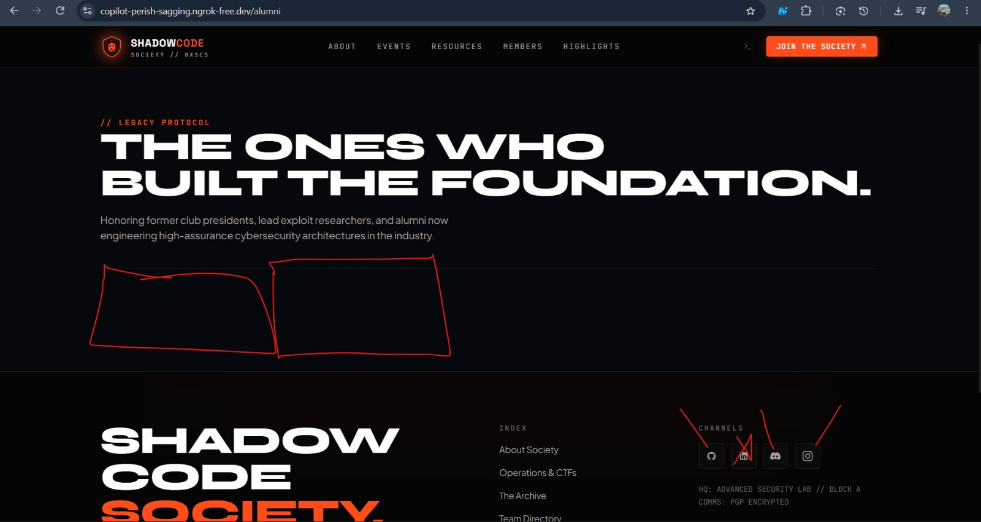 copilot-perish-sagging.ngrok-free.dev/alumni
SHADOWCODE
SOCIETY // 0XSCS
ABOUT
EVENTS
RESOURCES
MEMBERS
HIGHLIGHTS
>_
JOIN THE SOCIETY ↗
// LEGACY PROTOCOL
THE ONES WHO
BUILT THE FOUNDATION.
Honoring former club presidents, lead exploit researchers, and alumni now
engineering high-assurance cybersecurity architectures in the industry.
SHADOW
CODE
SOCIETY.
INDEX
About Society
Operations & CTFs
The Archive
Team Directory
CHANNELS
HQ: ADVANCED SECURITY LAB // BLOCK A
COMMS: PGP ENCRYPTED